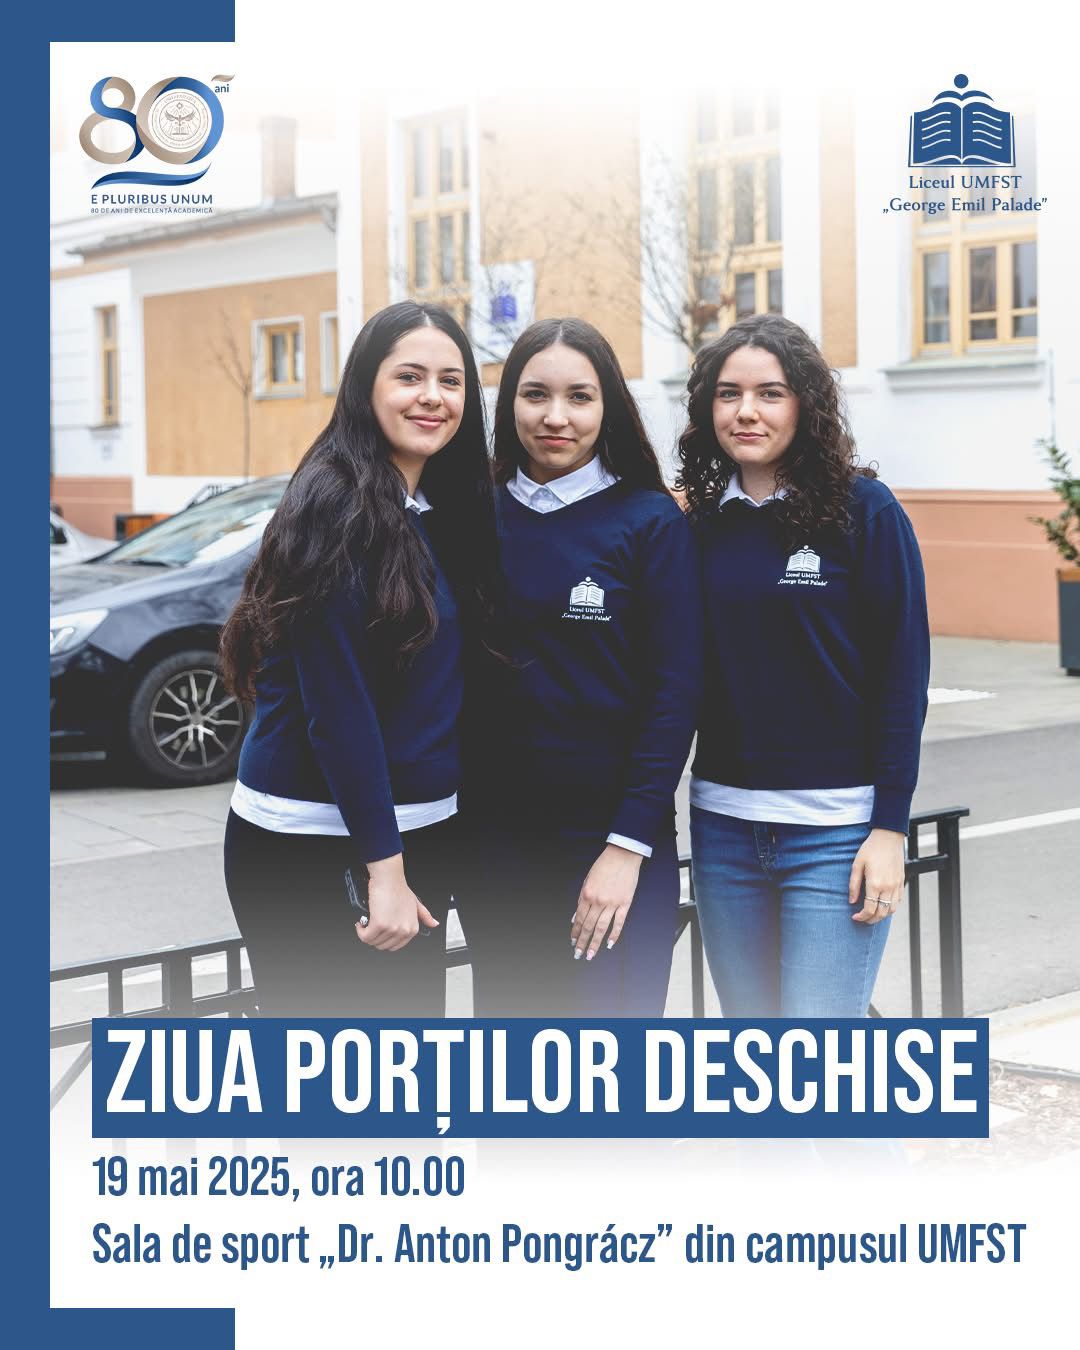 80 ani
E PLURIBUS UNUM
80 DE ANI DE EXCELENȚĂ ACADEMICĂ
Liceul UMFST
„George Emil Palade”
Liceul UMFST
„George Emil Palade”
Liceul UMFST
„George Emil Palade”
ZIUA PORȚILOR DESCHISE
19 mai 2025, ora 10.00
Sala de sport „Dr. Anton Pongrácz” din campusul UMFST